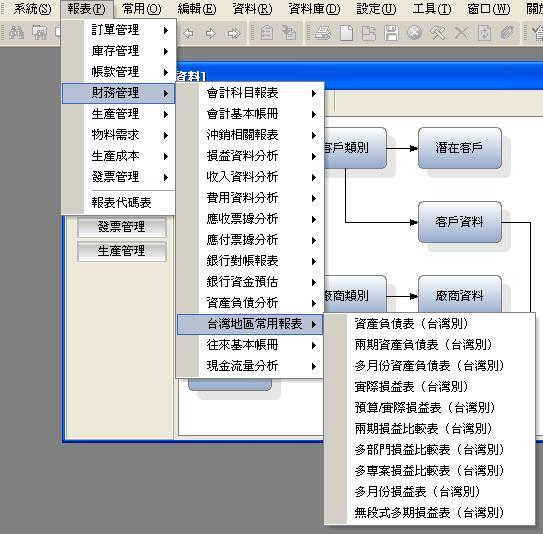 系統(S) 報表(P) 常用(O) 編輯(E) 資料(R) 資料庫(D) 設定(U) 工具(T) 窗口(W)
訂單管理
庫存管理
帳款管理
財務管理
生產管理
物料需求
生產成本
發票管理
報表代碼表
發票管理
生產管理
資料]
會計科目報表
會計基本帳冊
沖銷相關報表
損益資料分析
收入資料分析
費用資料分析
應收票據分析
應付票據分析
銀行對帳報表
銀行資金預估
資產負債分析
台灣地區常用報表
往來基本帳冊
現金流量分析
客戶類別
潛在客戶
客戶資料
廠商類別
廠商資料
資產負債表（台灣別）
兩期資產負債表（台灣別）
多月份資產負債表（台灣別）
實際損益表（台灣別）
預算/實際損益表（台灣別）
兩期損益比較表（台灣別）
多部門損益比較表（台灣別）
多專案損益比較表（台灣別）
多月份損益表（台灣別）
無段式多期損益表（台灣別）